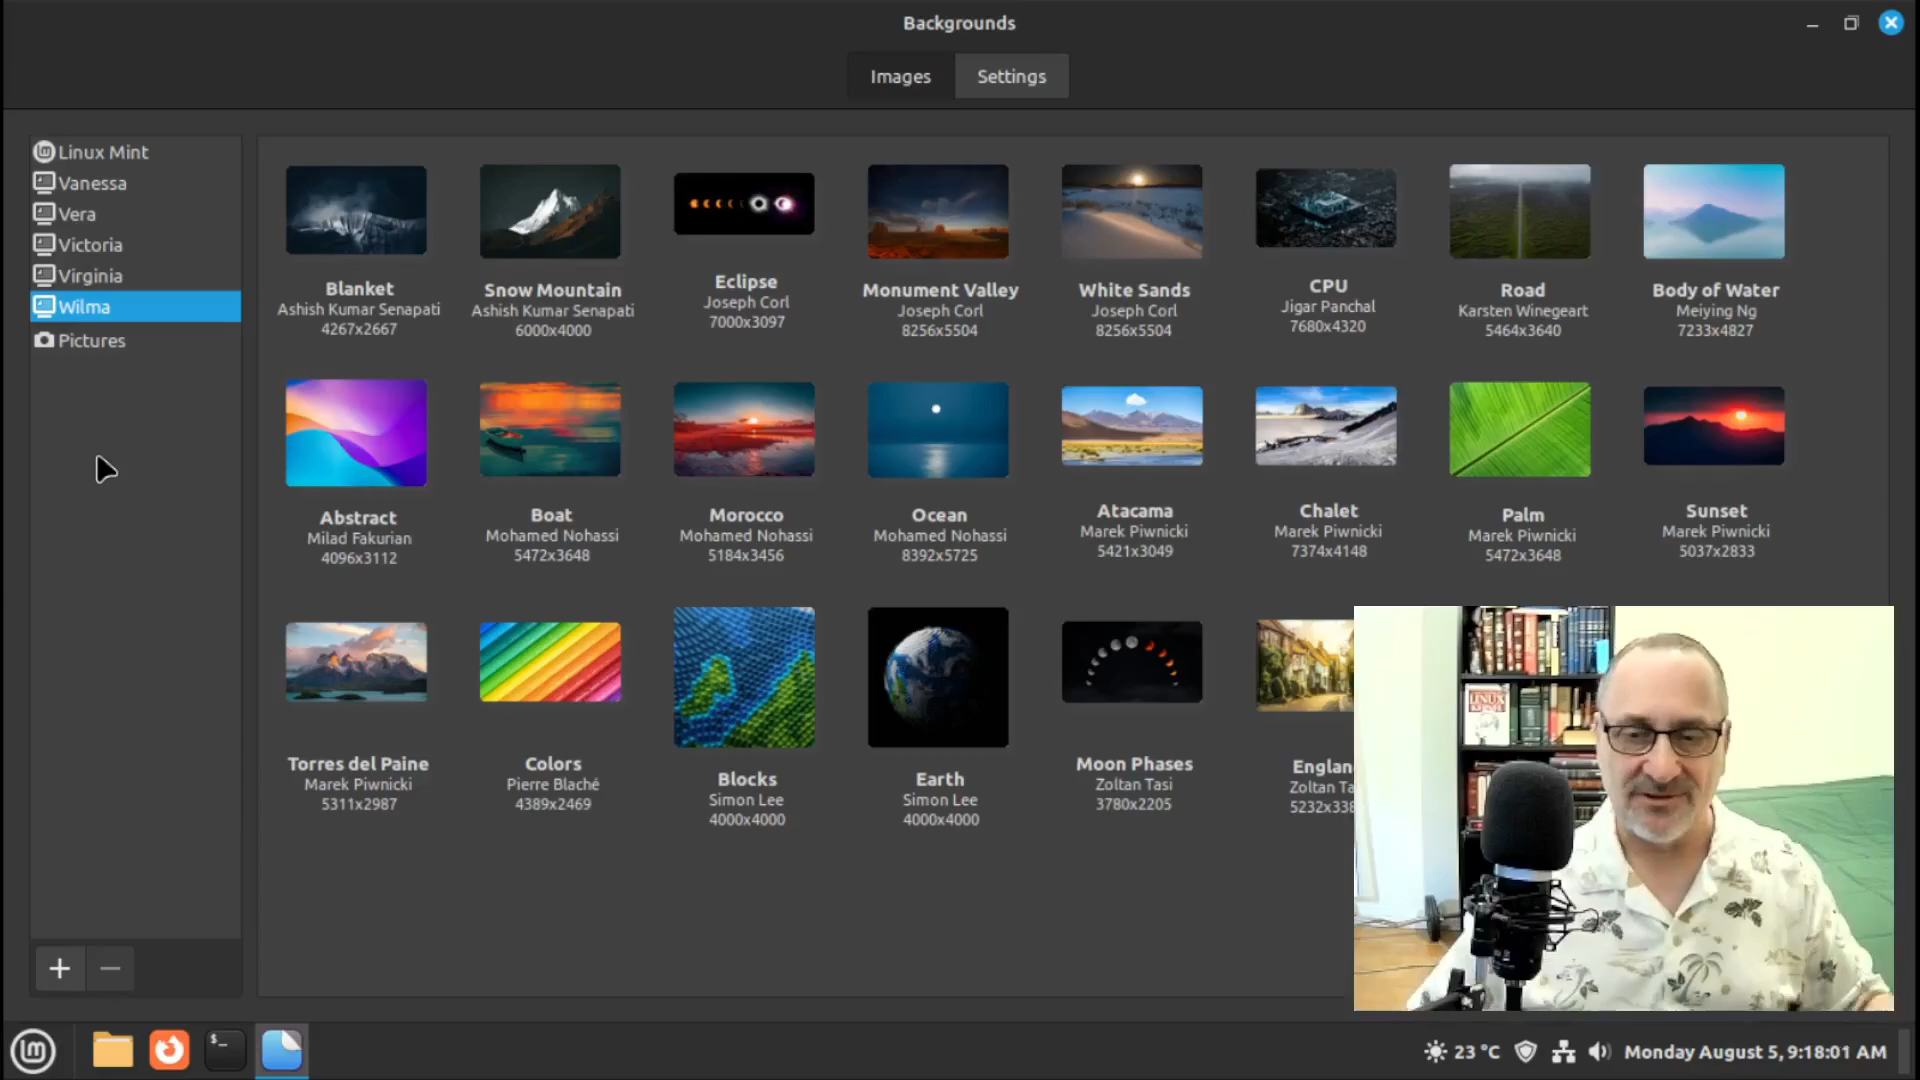 Backgrounds
Images
Settings
Linux Mint
Vanessa
Vera
Victoria
Virginia
Wilma
Pictures
Blanket
Ashish Kumar Senapati
4267x2667
Snow Mountain
Ashish Kumar Senapati
6000x4000
Eclipse
Joseph Corl
7000x3097
Monument Valley
Joseph Corl
8256x5504
White Sands
Joseph Corl
8256x5504
CPU
Jigar Panchal
7680x4320
Road
Karsten Winegeart
5464x3640
Body of Water
Meiying Ng
7233x4827
Abstract
Milad Fakurian
4096x3112
Boat
Mohamed Nohassi
5472x3648
Morocco
Mohamed Nohassi
5184x3456
Ocean
Mohamed Nohassi
8392x5725
Atacama
Marek Piwnicki
5421x3049
Chalet
Marek Piwnicki
7374x4148
Palm
Marek Piwnicki
5472x3648
Sunset
Marek Piwnicki
5037x2833
Torres del Paine
Marek Piwnicki
5311x2987
Colors
Pierre Blaché
4389x2469
Blocks
Simon Lee
4000x4000
Earth
Simon Lee
4000x4000
Moon Phases
Zoltan Tasi
3780x2205
Englan
Zoltan Ta
5232x338
LINUX
$_
23 °C
Monday August 5, 9:18:01 AM